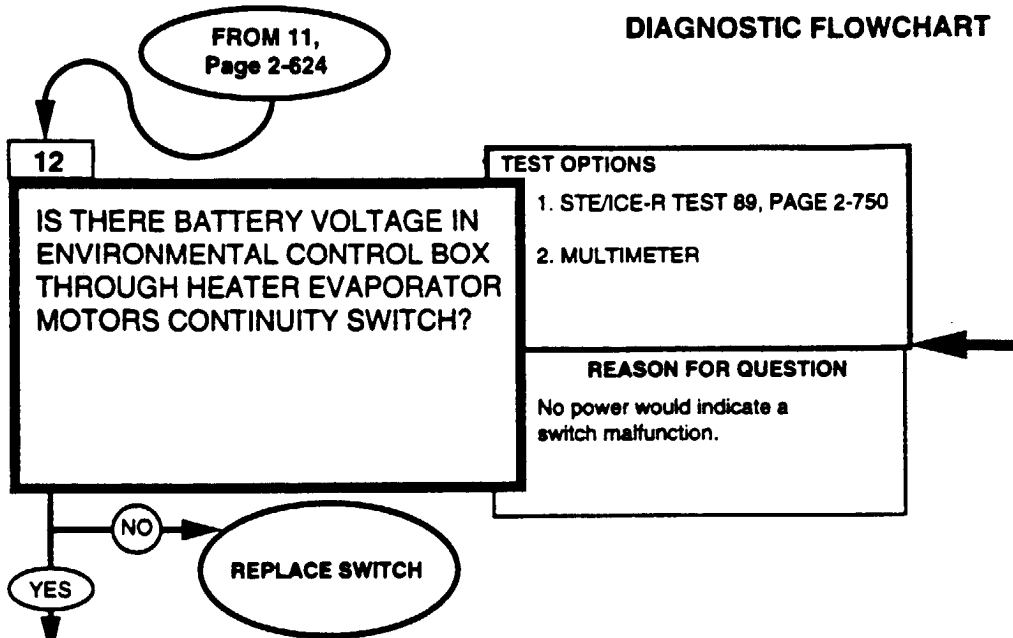 DIAGNOSTIC FLOWCHART
FROM 11,
Page 2-624
12
IS THERE BATTERY VOLTAGE IN
ENVIRONMENTAL CONTROL BOX
THROUGH HEATER EVAPORATOR
MOTORS CONTINUITY SWITCH?
TEST OPTIONS
1. STE/ICE-R TEST 89, PAGE 2-750
2. MULTIMETER
REASON FOR QUESTION
No power would indicate a
switch malfunction.
NO
REPLACE SWITCH
YES